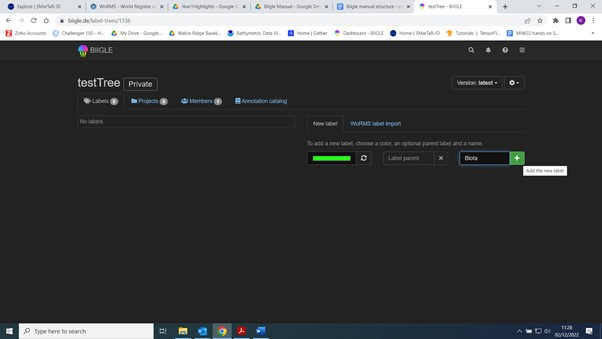 Explore | SMarTaR-ID
WoRMS - World Register o
YearTriHighlights - Google S
Biigle Manual - Google Dri
Biigle manual structure -
testTree - BIIGLE
biigle.de/label-trees/1336
Zoho Accounts
Challenger 150 - H...
My Drive - Google...
Wakiro Ridge Baseli...
Bathymetric Data Vi...
Home | Gather
Dashboard - BIIGLE
Home | SMarTaR-ID
Tutorials | TensorFl...
MIW22 hands on S...
BIIGLE
testTree Private
Version: latest
Labels 0
Projects 0
Members 1
Annotation catalog
No labels
New label
WoRMS label import
To add a new label, choose a color, an optional parent label and a name.
Label parent
Biota
Add the new label
Type here to search
11:28
02/12/2022